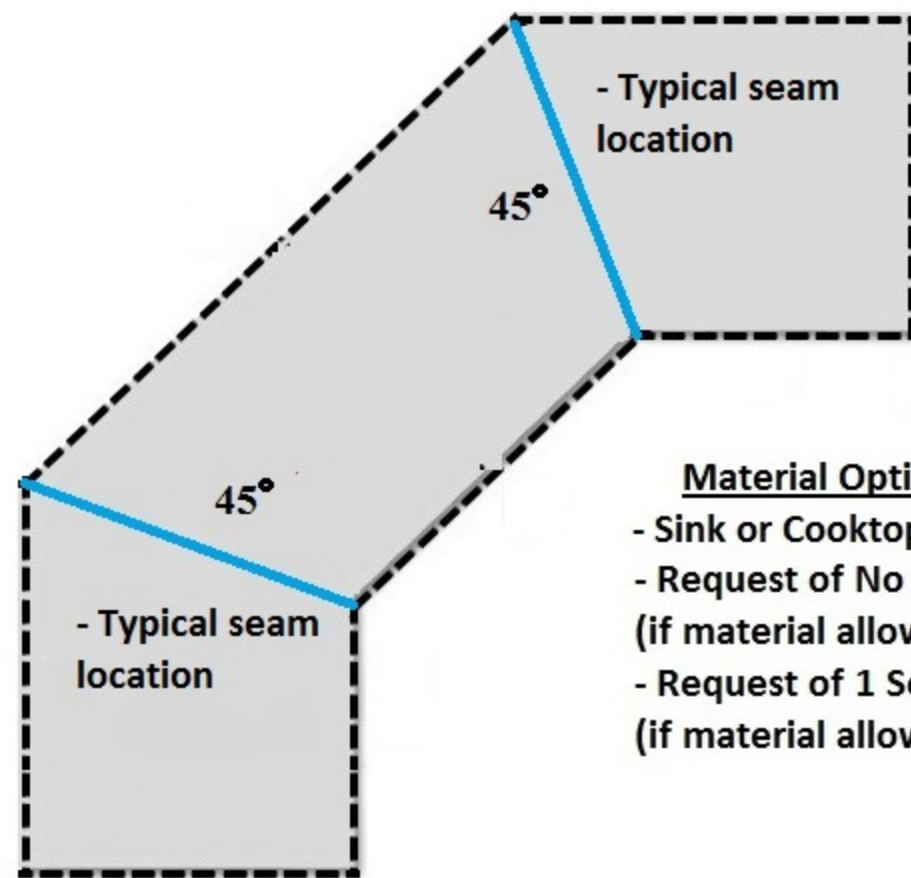 - Typical seam
location
45°
45°
- Typical seam
location
Material Opti
- Sink or Cooktop
- Request of No
(if material allow
- Request of 1 Se
(if material allow